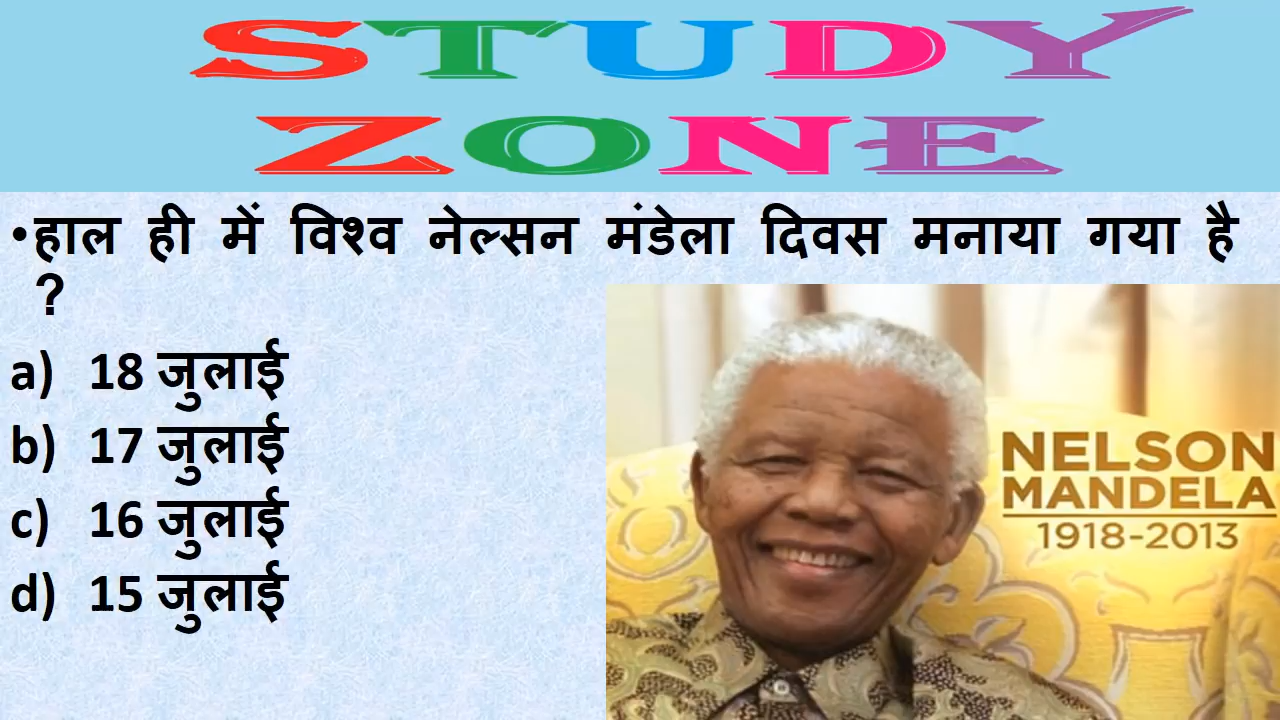 STUDY
ZONE
•हाल ही में विश्व नेल्सन मंडेला दिवस मनाया गया है
?
a) 18 जुलाई
b) 17 जुलाई
c) 16 जुलाई
d) 15 जुलाई
NELSON
MANDELA
1918-2013